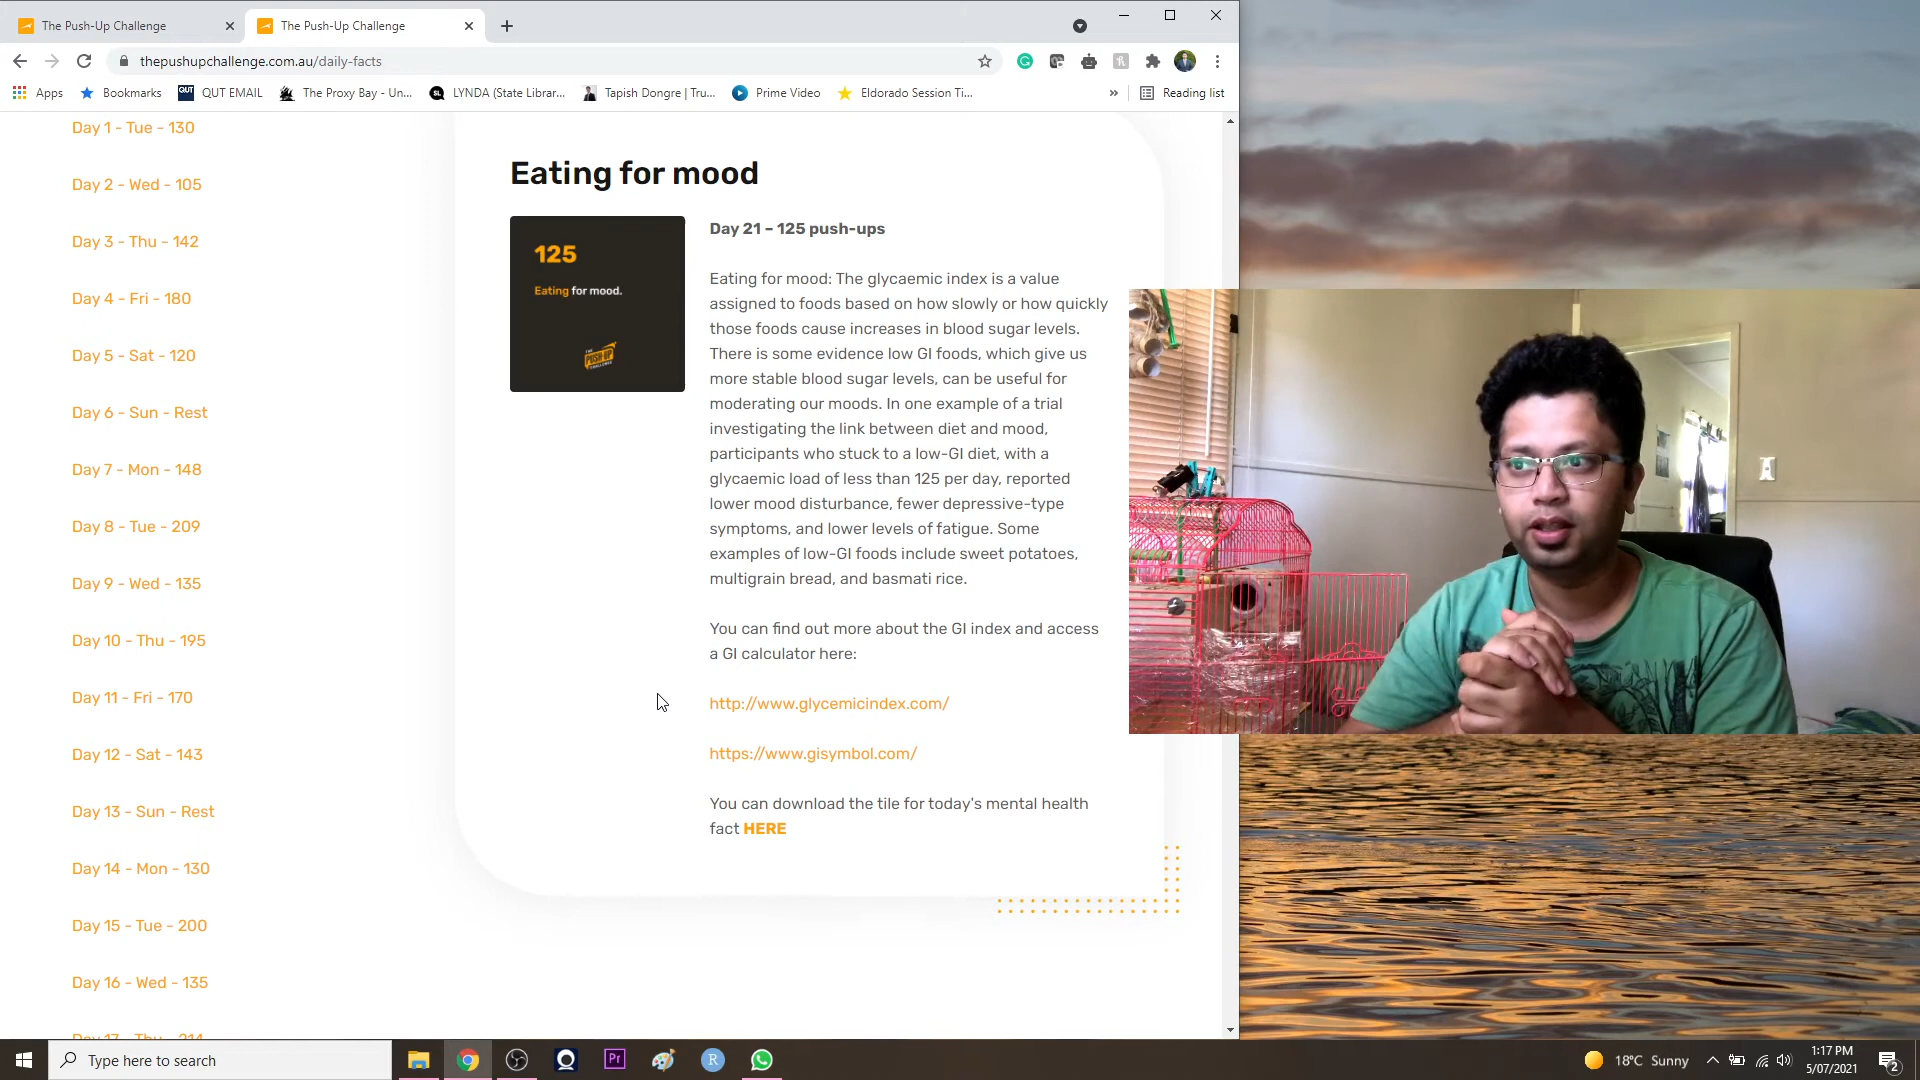 The Push-Up Challenge
The Push-Up Challenge
thepushupchallenge.com.au/daily-facts
Apps
Bookmarks
QUT
QUT EMAIL
The Proxy Bay - Un...
LYNDA (State Librar...
Tapish Dongre | Tru...
Prime Video
Eldorado Session Ti...
»
Reading list
Day 1 - Tue - 130
Day 2 - Wed - 105
Day 3 - Thu - 142
Day 4 - Fri - 180
Day 5 - Sat - 120
Day 6 - Sun - Rest
Day 7 - Mon - 148
Day 8 - Tue - 209
Day 9 - Wed - 135
Day 10 - Thu - 195
Day 11 - Fri - 170
Day 12 - Sat - 143
Day 13 - Sun - Rest
Day 14 - Mon - 130
Day 15 - Tue - 200
Day 16 - Wed - 135
Day 17 - Thu - 214
Eating for mood
125
Eating for mood.
THE
PUSH-UP
CHALLENGE
Day 21 – 125 push-ups
Eating for mood: The glycaemic index is a value
assigned to foods based on how slowly or how quickly
those foods cause increases in blood sugar levels.
There is some evidence low GI foods, which give us
more stable blood sugar levels, can be useful for
moderating our moods. In one example of a trial
investigating the link between diet and mood,
participants who stuck to a low-GI diet, with a
glycaemic load of less than 125 per day, reported
lower mood disturbance, fewer depressive-type
symptoms, and lower levels of fatigue. Some
examples of low-GI foods include sweet potatoes,
multigrain bread, and basmati rice.
You can find out more about the GI index and access
a GI calculator here:
http://www.glycemicindex.com/
https://www.gisymbol.com/
You can download the tile for today's mental health
fact HERE
Type here to search
Pr
R
18°C Sunny
1:17 PM
5/07/2021
2